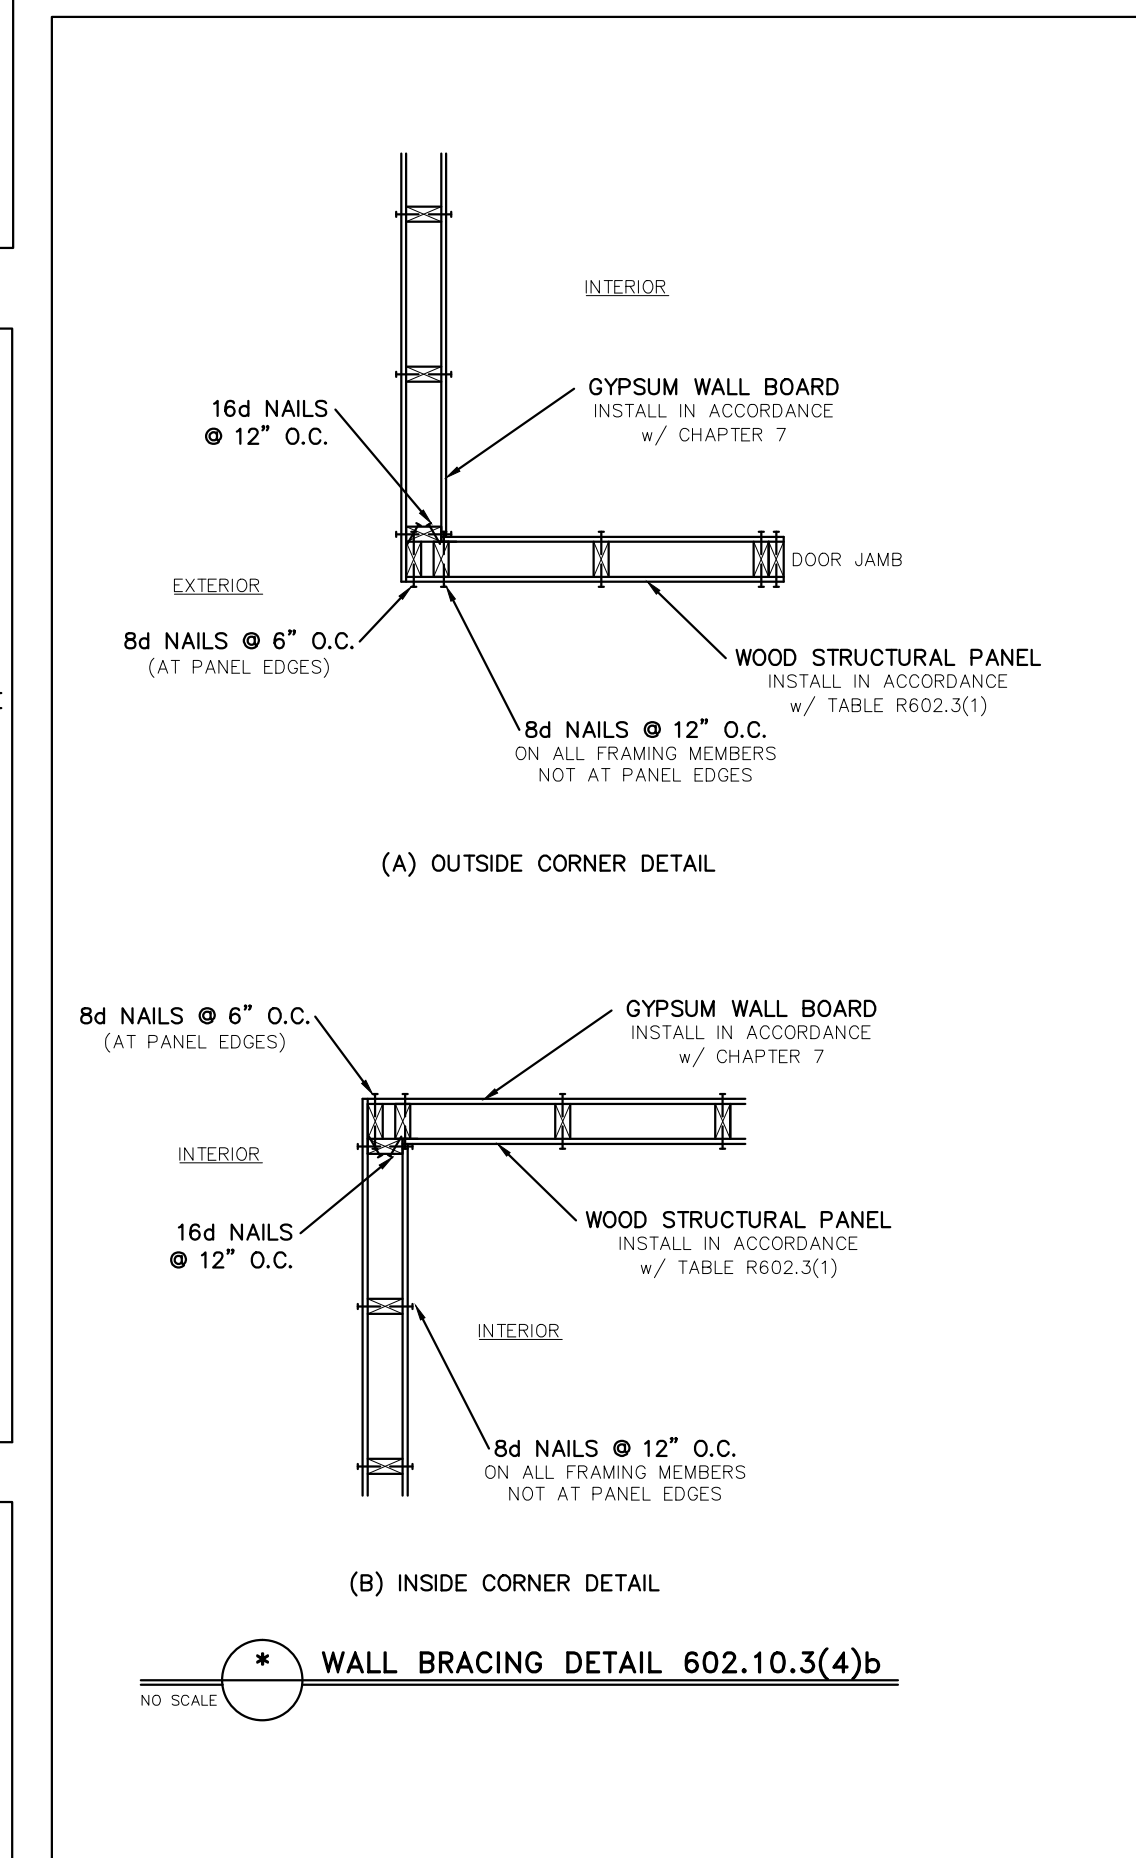 INTERIOR
GYPSUM WALL BOARD
INSTALL IN ACCORDANCE
w/ CHAPTER 7
16d NAILS
@ 12" O.C.
DOOR JAMB
EXTERIOR
8d NAILS @ 6" O.C.
(AT PANEL EDGES)
WOOD STRUCTURAL PANEL
INSTALL IN ACCORDANCE
w/ TABLE R602.3(1)
8d NAILS @ 12" O.C.
ON ALL FRAMING MEMBERS
NOT AT PANEL EDGES
(A) OUTSIDE CORNER DETAIL
8d NAILS @ 6" O.C.
(AT PANEL EDGES)
GYPSUM WALL BOARD
INSTALL IN ACCORDANCE
w/ CHAPTER 7
INTERIOR
16d NAILS
@ 12" O.C.
WOOD STRUCTURAL PANEL
INSTALL IN ACCORDANCE
w/ TABLE R602.3(1)
INTERIOR
8d NAILS @ 12" O.C.
ON ALL FRAMING MEMBERS
NOT AT PANEL EDGES
(B) INSIDE CORNER DETAIL
* WALL BRACING DETAIL 602.10.3(4)b
NO SCALE